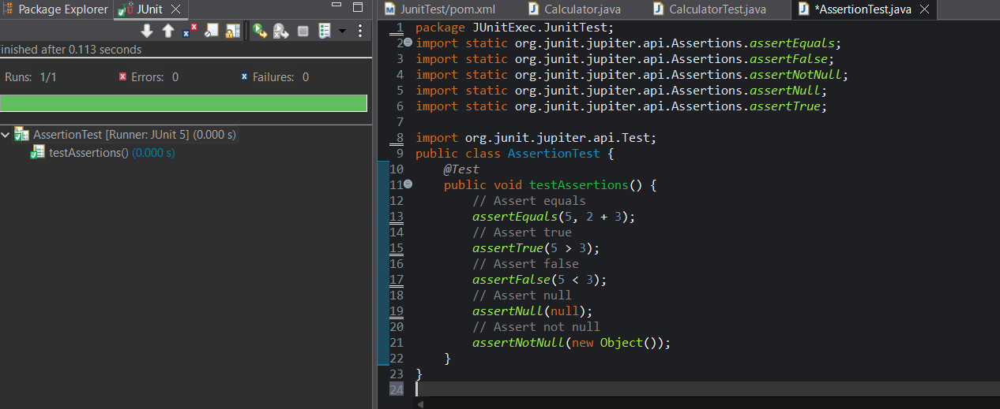 Package Explorer
JUnit
inished after 0.113 seconds
Runs: 1/1
Errors: 0
Failures: 0
AssertionTest [Runner: JUnit 5] (0.000 s)
testAssertions() (0.000 s)
JunitTest/pom.xml
Calculator.java
CalculatorTest.java
*AssertionTest.java
1 package JUnitExec.JunitTest;
2 import static org.junit.jupiter.api.Assertions.assertEquals;
3 import static org.junit.jupiter.api.Assertions.assertFalse;
4 import static org.junit.jupiter.api.Assertions.assertNotNull;
5 import static org.junit.jupiter.api.Assertions.assertNull;
6 import static org.junit.jupiter.api.Assertions.assertTrue;
7
8 import org.junit.jupiter.api.Test;
9 public class AssertionTest {
10 @Test
11 public void testAssertions() {
12 // Assert equals
13 assertEquals(5, 2 + 3);
14 // Assert true
15 assertTrue(5 > 3);
16 // Assert false
17 assertFalse(5 < 3);
18 // Assert null
19 assertNull(null);
20 // Assert not null
21 assertNotNull(new Object());
22 }
23 }
24